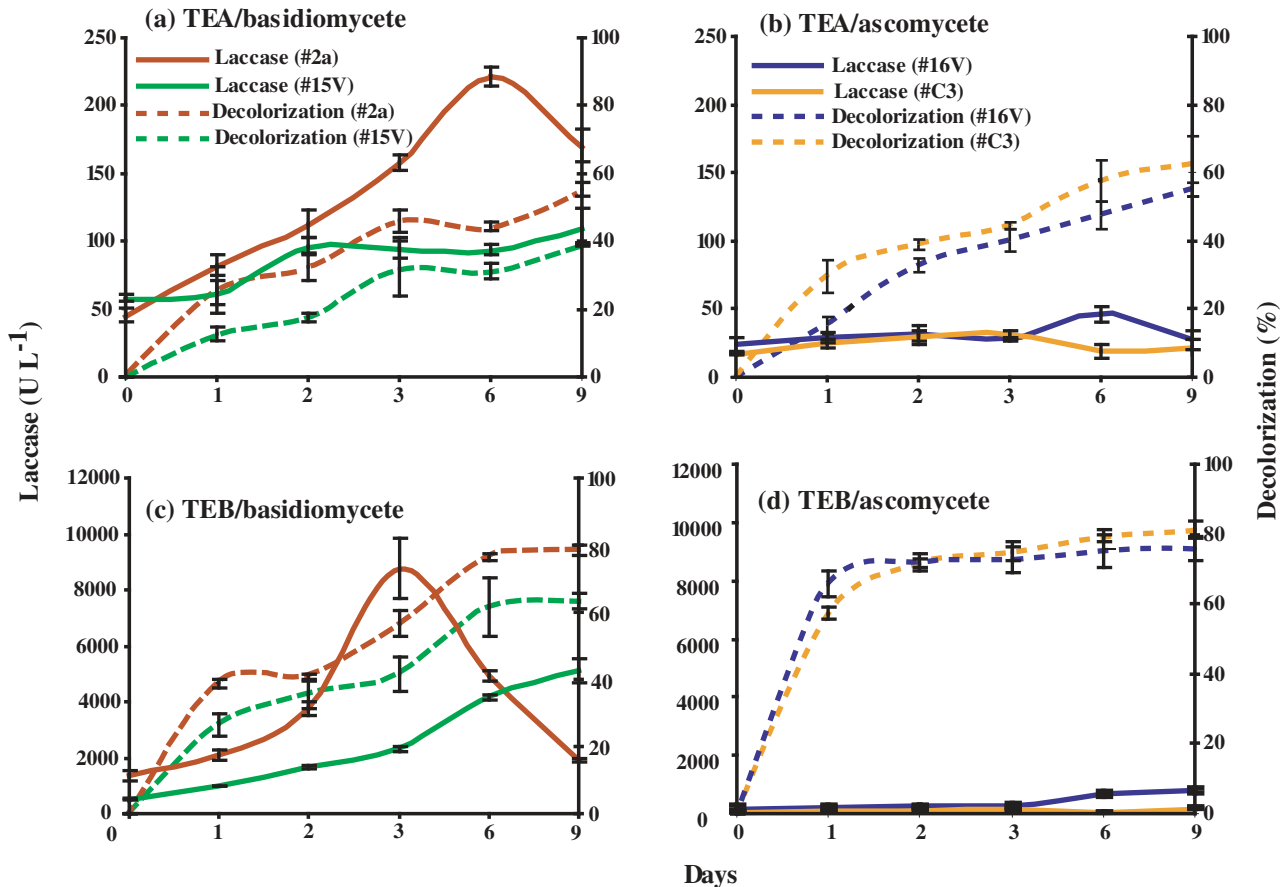 (a) TEA/basidiomycete
250
200
150
100
50
0
100
80
60
40
20
0
Laccase (#2a)
Laccase (#15V)
Decolorization (#2a)
Decolorization (#15V)
0 1 2 3 6 9
(b) TEA/ascomycete
250
200
150
100
50
0
100
80
60
40
20
0
Laccase (#16V)
Laccase (#C3)
Decolorization (#16V)
Decolorization (#C3)
0 1 2 3 6 9
Laccase (U L-1)
Decolorization (%)
(c) TEB/basidiomycete
12000
10000
8000
6000
4000
2000
0
100
80
60
40
20
0
0 1 2 3 6 9
(d) TEB/ascomycete
12000
10000
8000
6000
4000
2000
0
100
80
60
40
20
0
0 1 2 3 6 9
Days